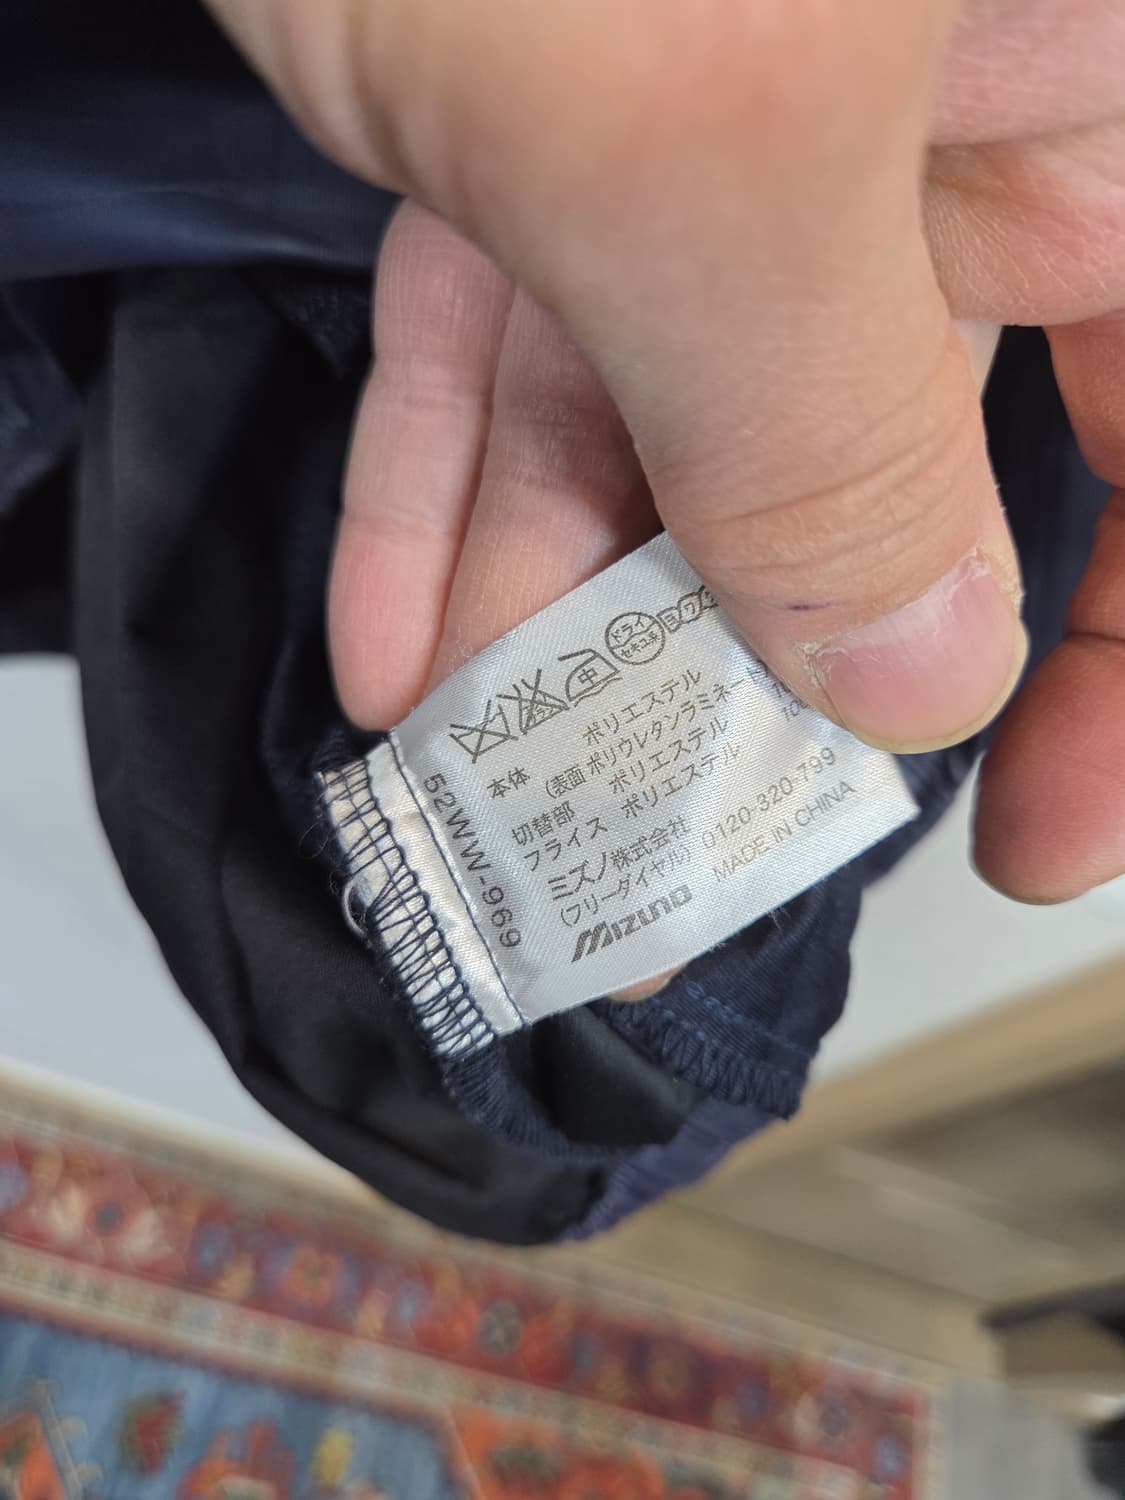 中
ドライ
セキユ系
本体 ポリエステル
(表面 ポリウレタンラミネート
切替部 ポリエステル
フライス ポリエステル
ミズノ株式会社
(フリーダイヤル) 0120-320-799
MIZUNO MADE IN CHINA
52WW-969